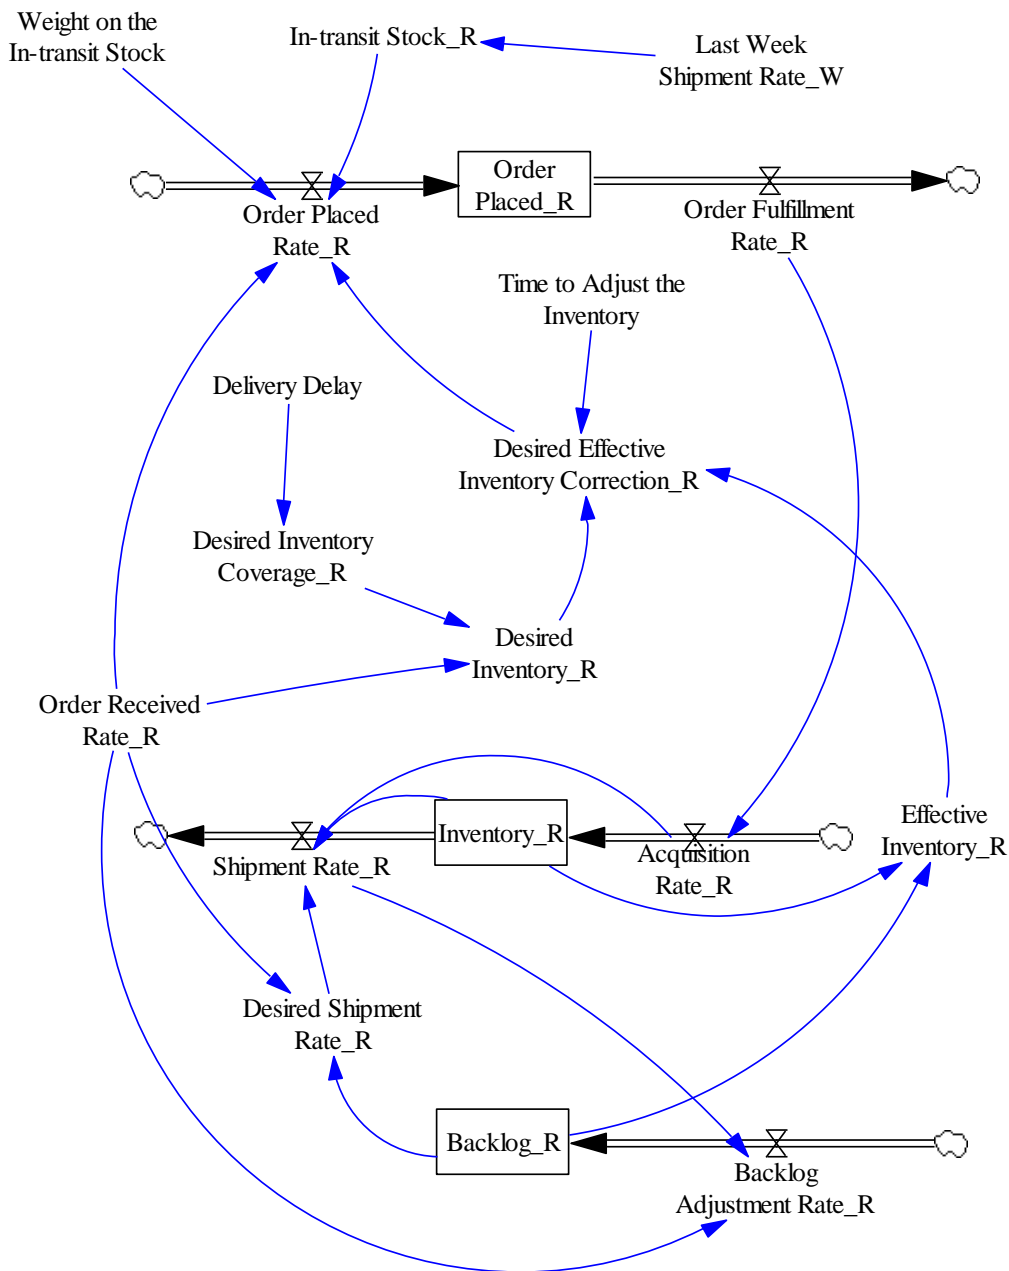 Weight on the
In-transit Stock
In-transit Stock_R
Last Week
Shipment Rate_W
Order
Placed_R
Order Placed
Rate_R
Order Fulfillment
Rate_R
Time to Adjust the
Inventory
Delivery Delay
Desired Effective
Inventory Correction_R
Desired Inventory
Coverage_R
Desired
Inventory_R
Order Received
Rate_R
Inventory_R
Effective
Inventory_R
Shipment Rate_R
Acquisition
Rate_R
Desired Shipment
Rate_R
Backlog_R
Backlog
Adjustment Rate_R